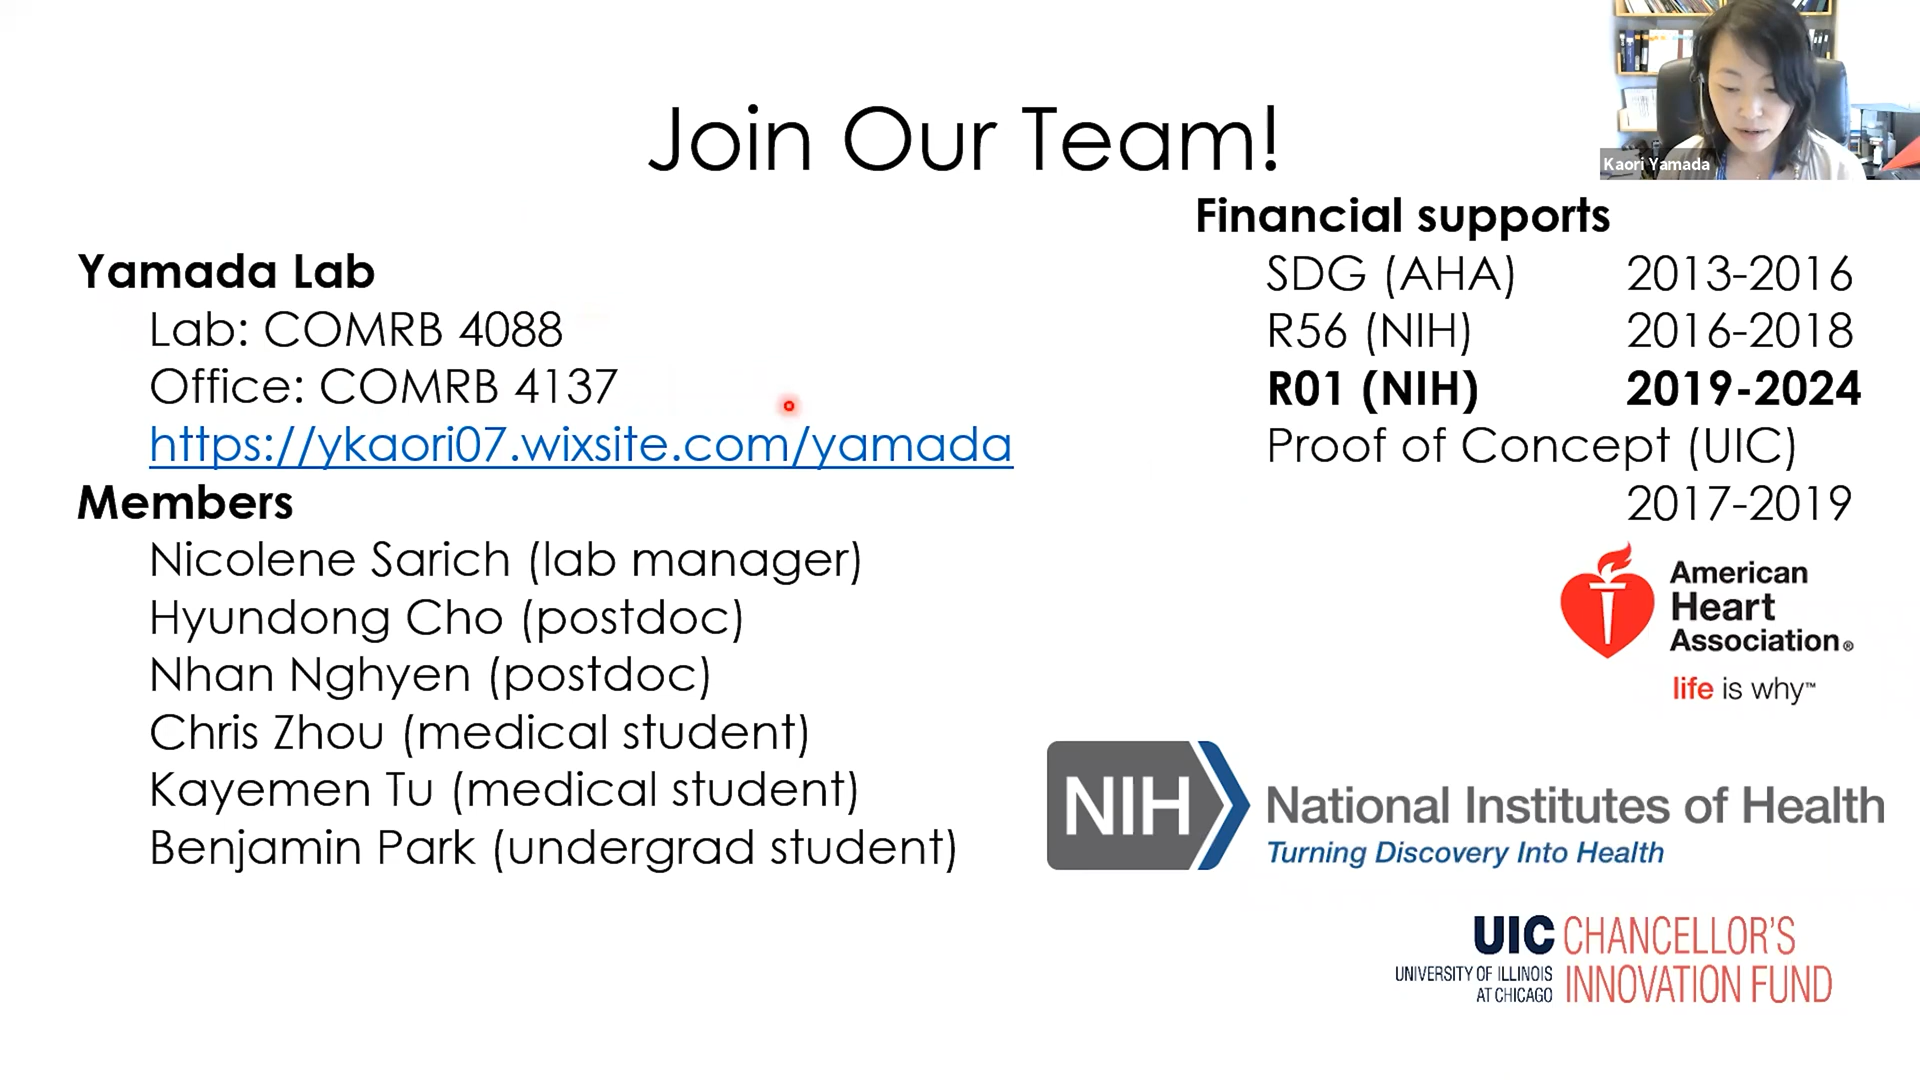 Join Our Team!
Kaori Yamada
Yamada Lab
Lab: COMRB 4088
Office: COMRB 4137
https://ykaori07.wixsite.com/yamada
Members
Nicolene Sarich (lab manager)
Hyundong Cho (postdoc)
Nhan Nghyen (postdoc)
Chris Zhou (medical student)
Kayemen Tu (medical student)
Benjamin Park (undergrad student)
Financial supports
SDG (AHA) 2013-2016
R56 (NIH) 2016-2018
R01 (NIH) 2019-2024
Proof of Concept (UIC)
2017-2019
American
Heart
Association®
life is why™
NIH National Institutes of Health
Turning Discovery Into Health
UIC CHANCELLOR'S
UNIVERSITY OF ILLINOIS
AT CHICAGO
INNOVATION FUND